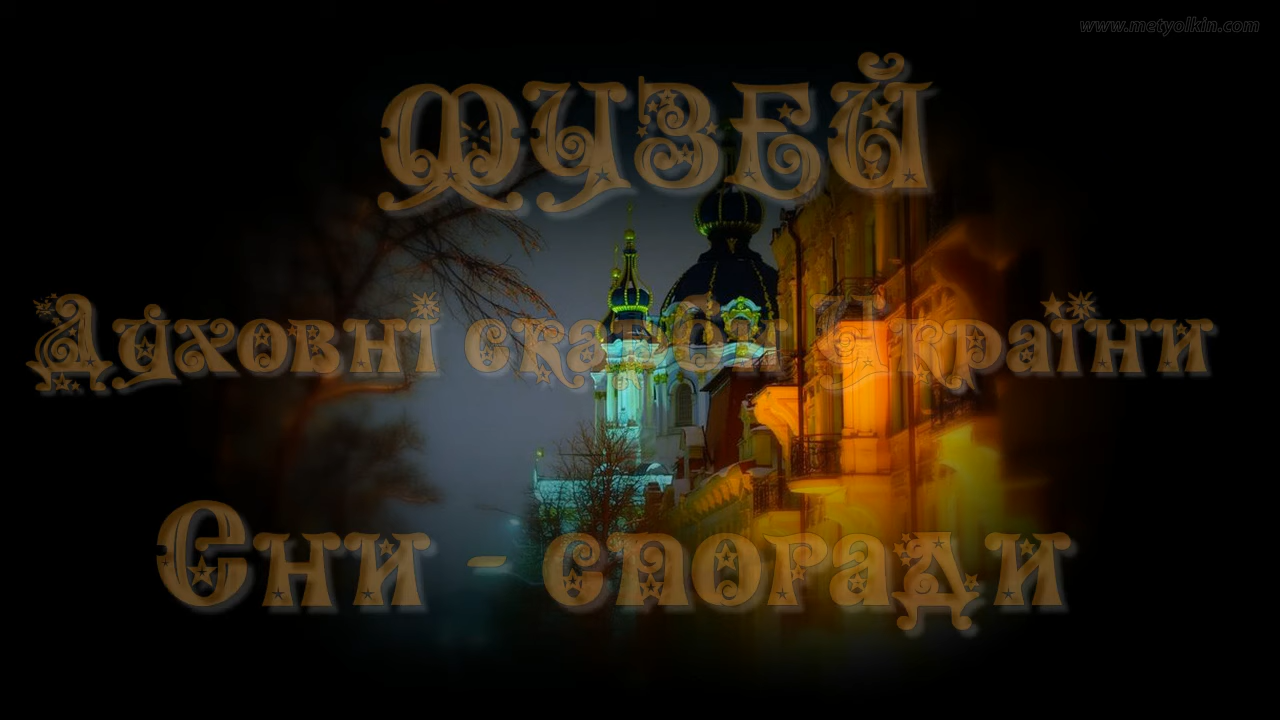 www.metyolkin.com
МУЗЕЙ
Духовні скарби України
Сни - спогади